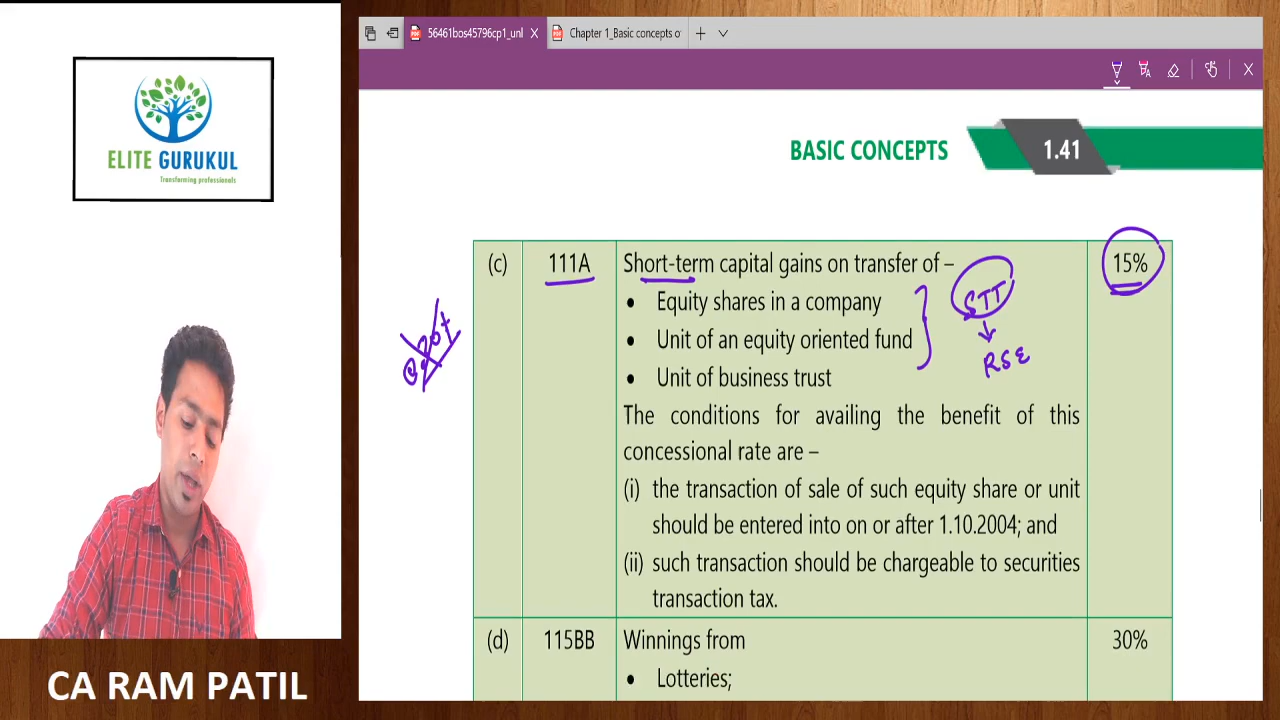 56461bos45796cp1_unl
Chapter 1_Basic concepts o
ELITE GURUKUL
Transforming professionals
BASIC CONCEPTS 1.41
(c) 111A Short-term capital gains on transfer of – 15%
• Equity shares in a company
STT
• Unit of an equity oriented fund
RSE
• Unit of business trust
The conditions for availing the benefit of this
concessional rate are –
(i) the transaction of sale of such equity share or unit
should be entered into on or after 1.10.2004; and
(ii) such transaction should be chargeable to securities
transaction tax.
(d) 115BB Winnings from 30%
• Lotteries;
CA RAM PATIL